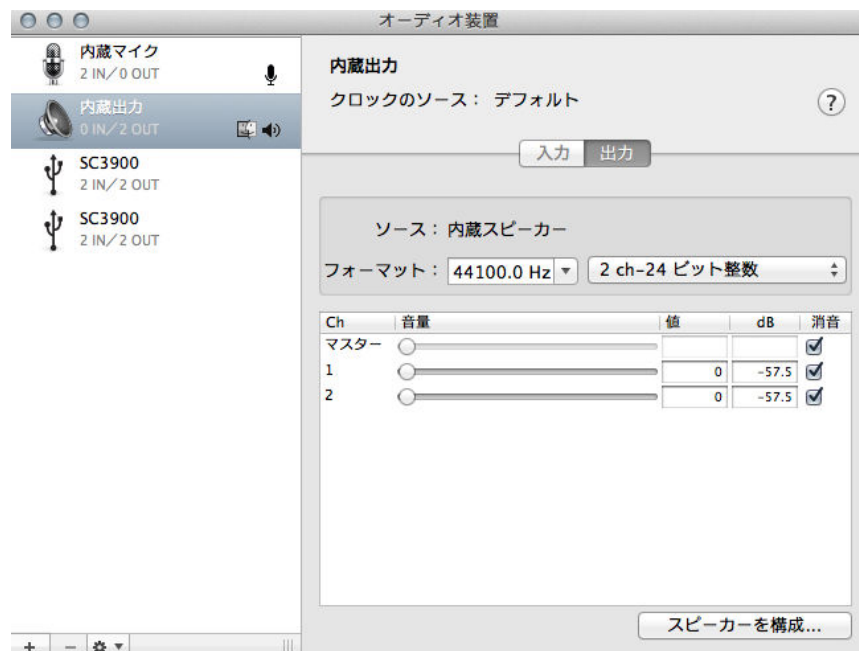 オーディオ装置
内蔵マイク
2 IN/0 OUT
内蔵出力
0 IN/2 OUT
SC3900
2 IN/2 OUT
SC3900
2 IN/2 OUT
内蔵出力
クロックのソース： デフォルト
?
入力 出力
ソース： 内蔵スピーカー
フォーマット： 44100.0 Hz 2 ch-24 ビット整数
Ch 音量 値 dB 消音
マスター
1 0 -57.5
2 0 -57.5
スピーカーを構成...